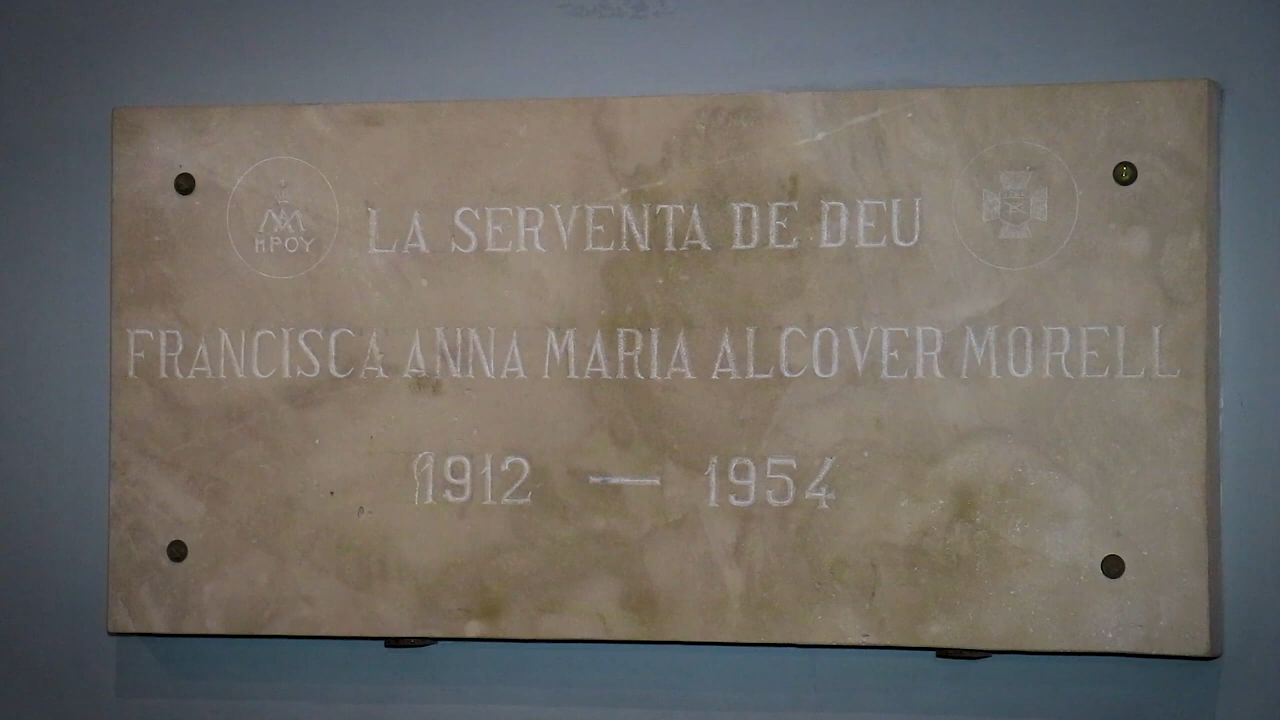 LA SERVENTA DE DEU
FRANCISCA ANNA MARIA ALCOVER MORELL
1912 — 1954